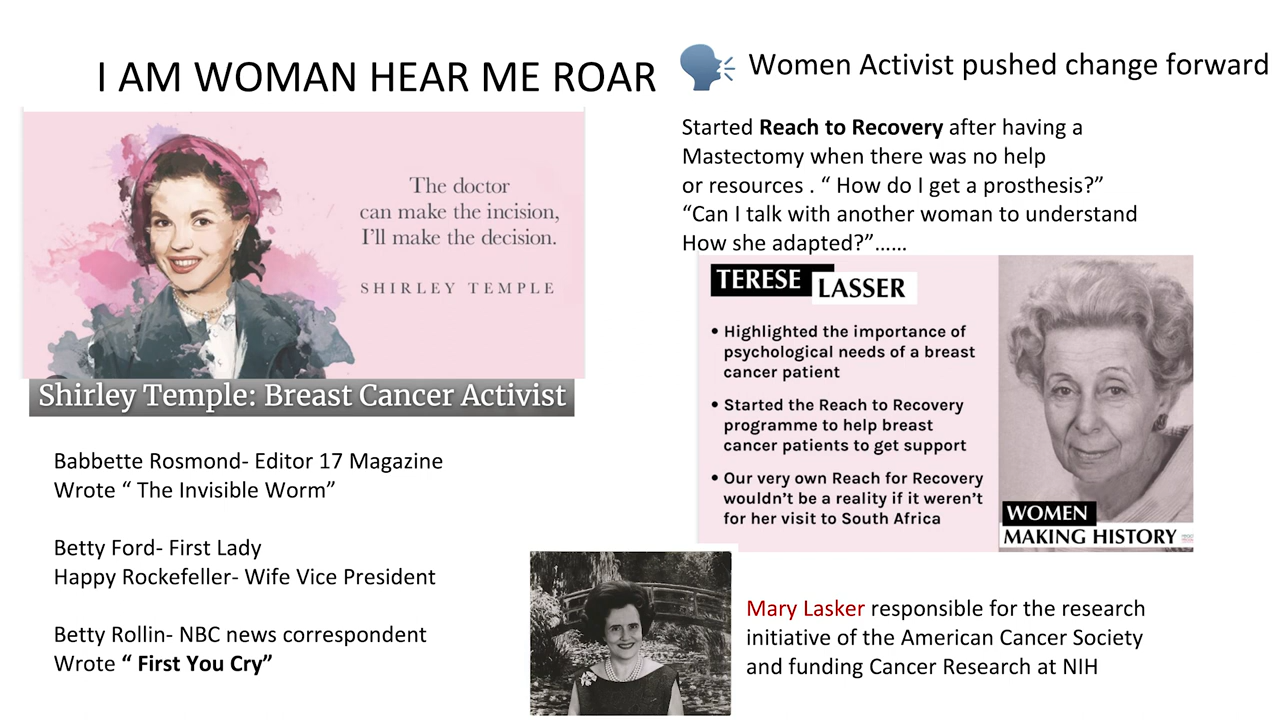 I AM WOMAN HEAR ME ROAR
The doctor
can make the incision,
I'll make the decision.
SHIRLEY TEMPLE
Shirley Temple: Breast Cancer Activist
Babbette Rosmond- Editor 17 Magazine
Wrote “ The Invisible Worm”
Betty Ford- First Lady
Happy Rockefeller- Wife Vice President
Betty Rollin- NBC news correspondent
Wrote “ First You Cry”
Women Activist pushed change forward
Started Reach to Recovery after having a
Mastectomy when there was no help
or resources . “ How do I get a prosthesis?”
“Can I talk with another woman to understand
How she adapted?”......
TERESE
LASSER
• Highlighted the importance of
psychological needs of a breast
cancer patient
• Started the Reach to Recovery
programme to help breast
cancer patients to get support
• Our very own Reach for Recovery
wouldn't be a reality if it weren't
for her visit to South Africa
WOMEN
MAKING HISTORY
Mary Lasker responsible for the research
initiative of the American Cancer Society
and funding Cancer Research at NIH